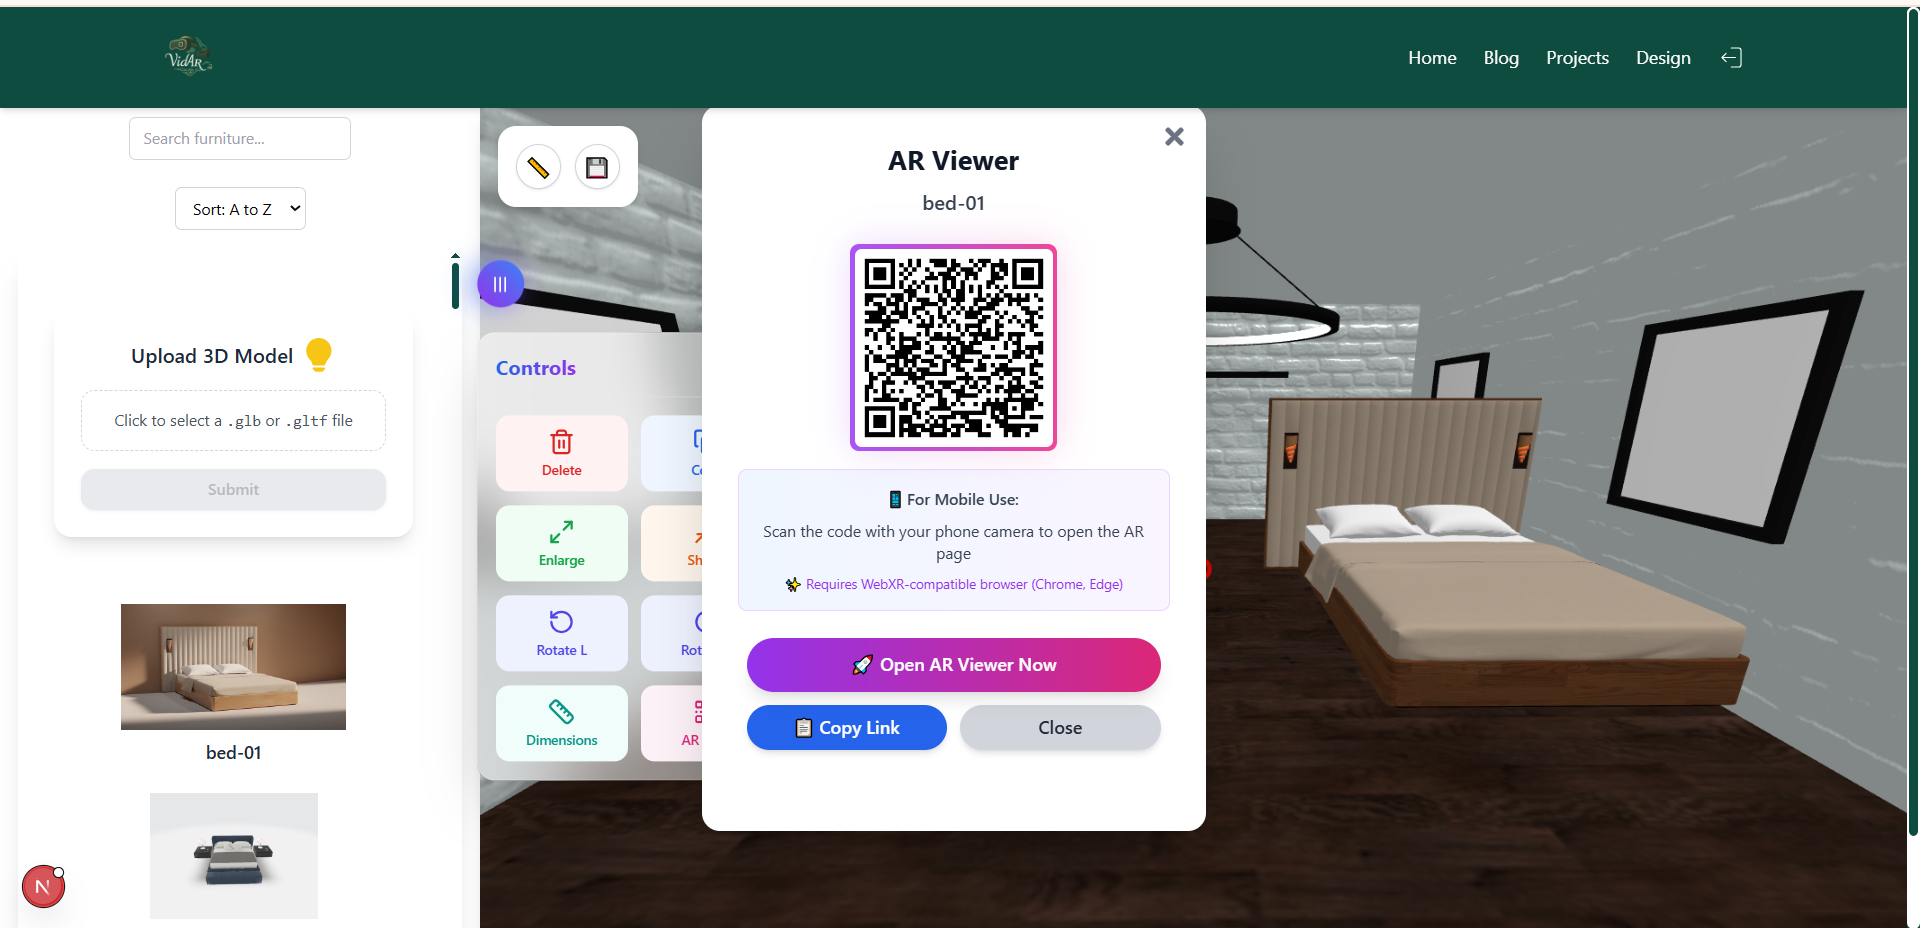 VidAR
Home
Blog
Projects
Design
Search furniture...
Sort: A to Z
Upload 3D Model
Click to select a .glb or .gltf file
Submit
bed-01
Controls
Delete
Enlarge
Rotate L
Dimensions
AR
AR Viewer
bed-01
For Mobile Use:
Scan the code with your phone camera to open the AR
page
Requires WebXR-compatible browser (Chrome, Edge)
Open AR Viewer Now
Copy Link
Close
N